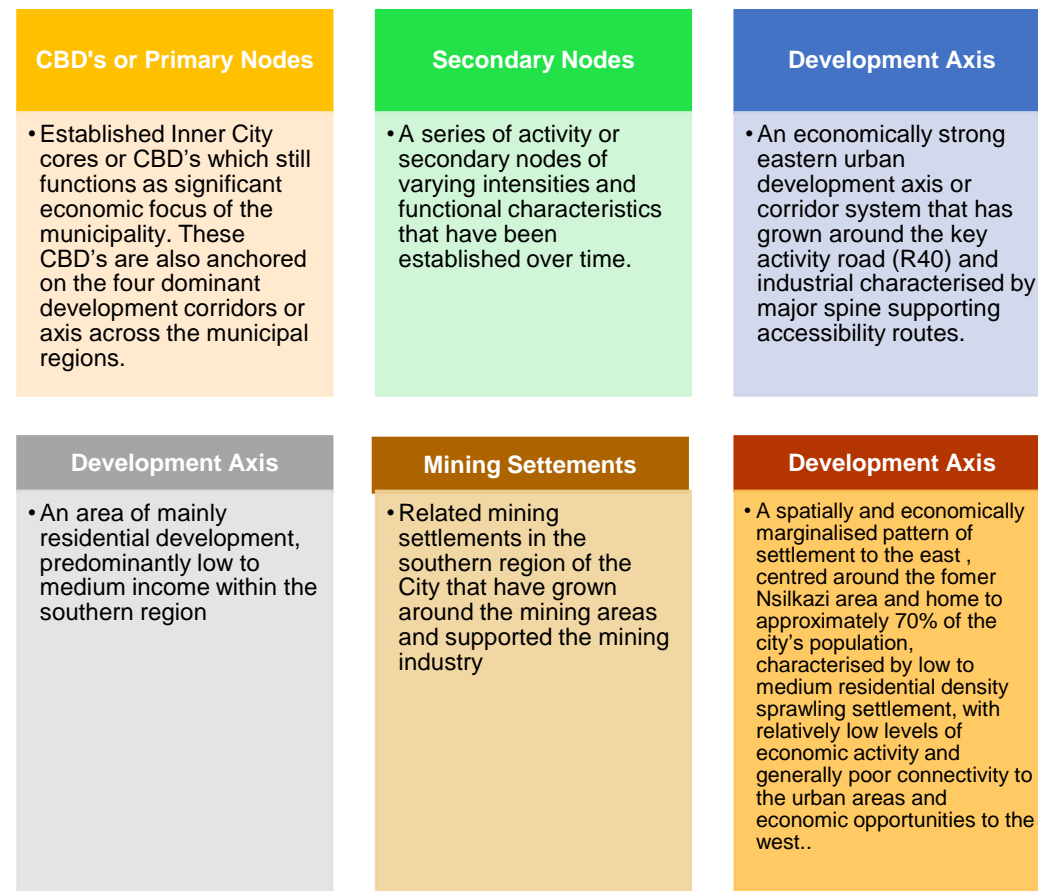 CBD's or Primary Nodes
•Established Inner City
cores or CBD's which still
functions as significant
economic focus of the
municipality. These
CBD's are also anchored
on the four dominant
development corridors or
axis across the municipal
regions.
Secondary Nodes
•A series of activity or
secondary nodes of
varying intensities and
functional characteristics
that have been
established over time.
Development Axis
•An economically strong
eastern urban
development axis or
corridor system that has
grown around the key
activity road (R40) and
industrial characterised by
major spine supporting
accessibility routes.
Development Axis
•An area of mainly
residential development,
predominantly low to
medium income within the
southern region
Mining Settements
•Related mining
settlements in the
southern region of the
City that have grown
around the mining areas
and supported the mining
industry
Development Axis
• A spatially and economically
marginalised pattern of
settlement to the east ,
centred around the fomer
Nsilkazi area and home to
approximately 70% of the
city's population,
characterised by low to
medium residential density
sprawling settlement, with
relatively low levels of
economic activity and
generally poor connectivity to
the urban areas and
economic opportunities to the
west..